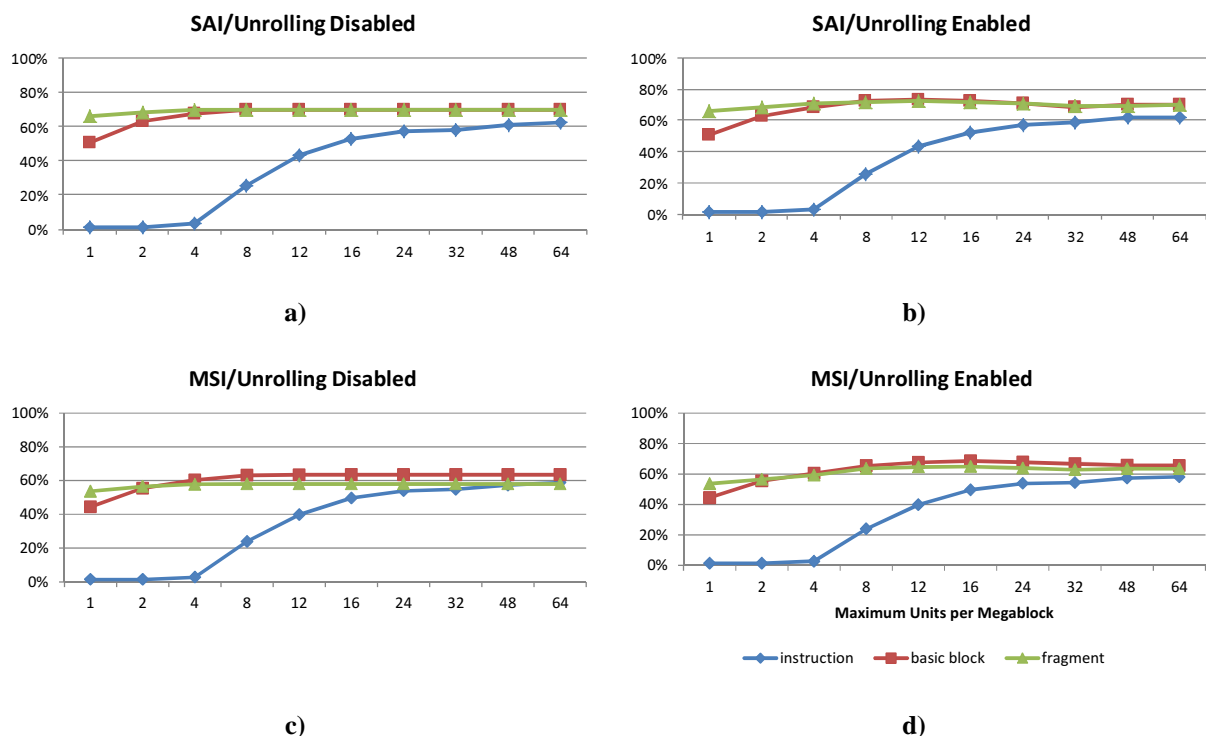 SAI/Unrolling Disabled
100%
80%
60%
40%
20%
0%
1 2 4 8 12 16 24 32 48 64
a)
SAI/Unrolling Enabled
100%
80%
60%
40%
20%
0%
1 2 4 8 12 16 24 32 48 64
b)
MSI/Unrolling Disabled
100%
80%
60%
40%
20%
0%
1 2 4 8 12 16 24 32 48 64
c)
MSI/Unrolling Enabled
100%
80%
60%
40%
20%
0%
1 2 4 8 12 16 24 32 48 64
Maximum Units per Megablock
instruction basic block fragment
d)